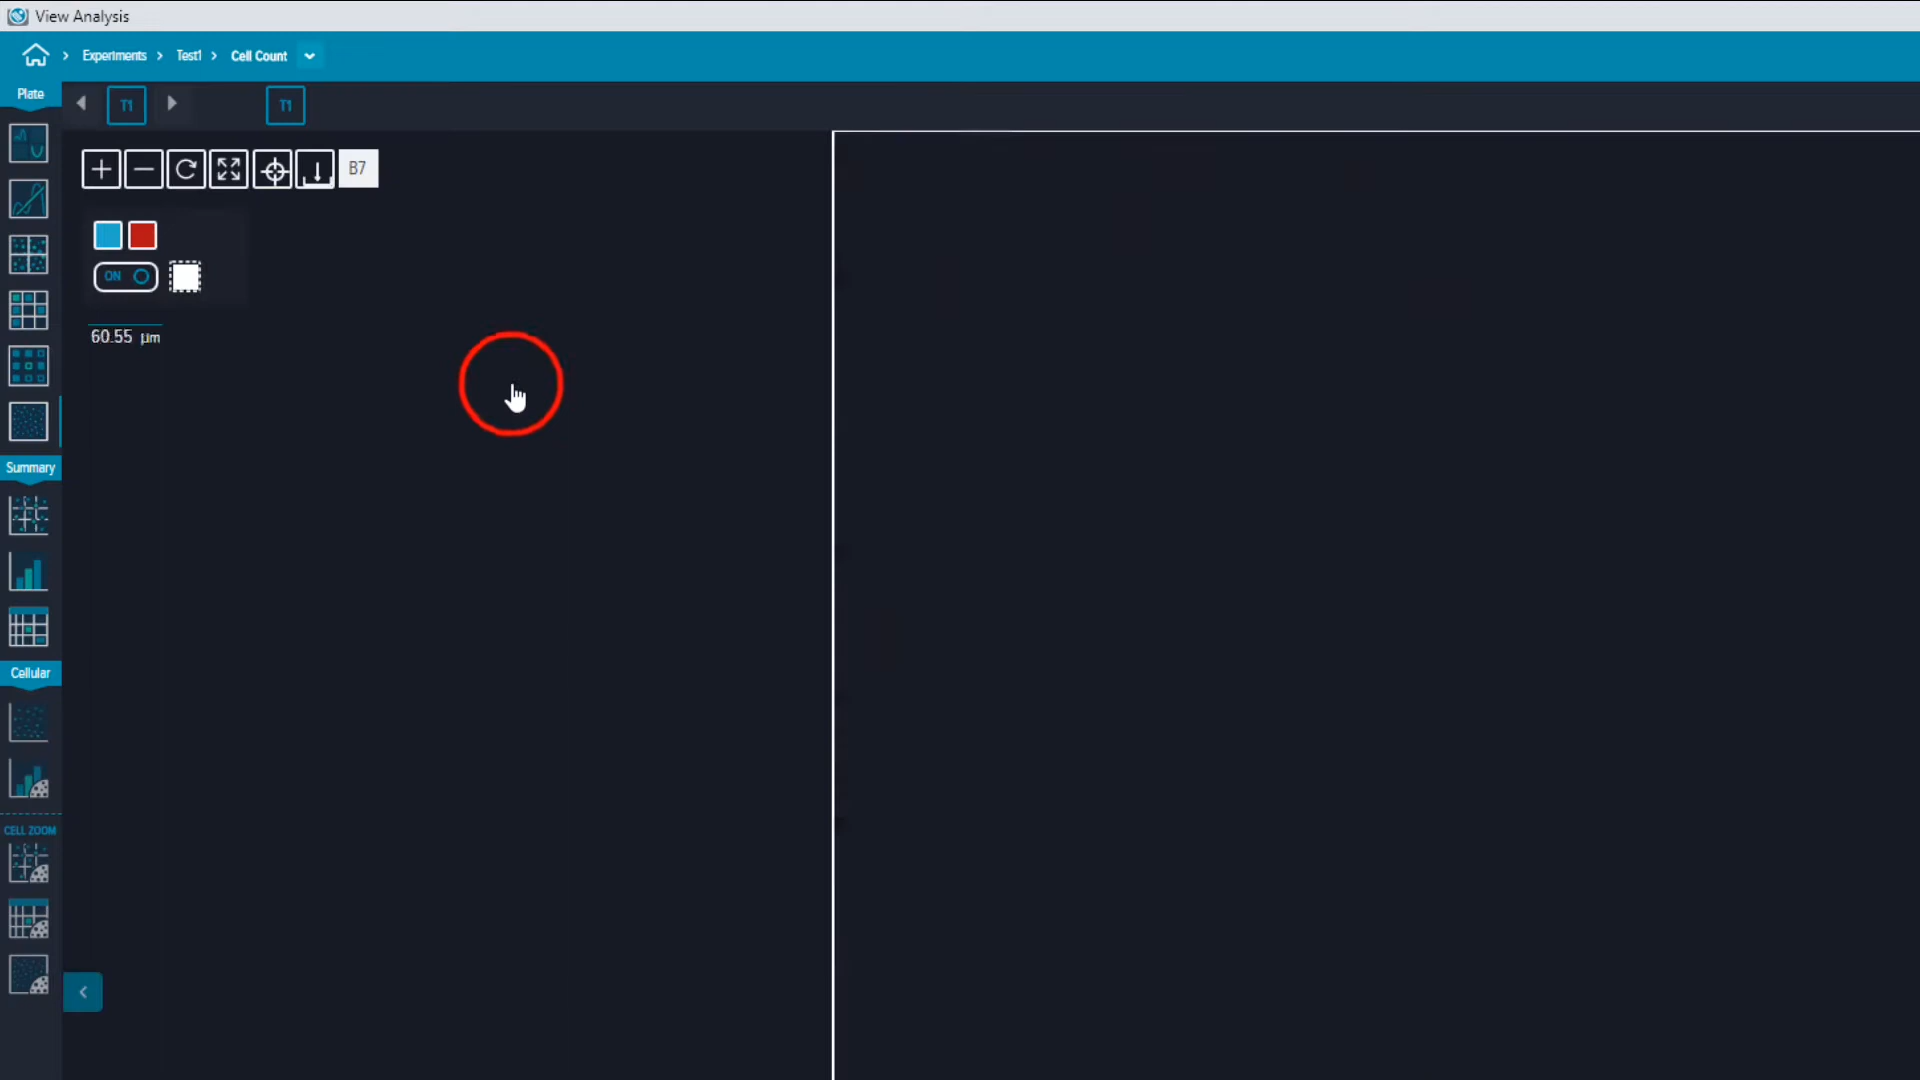 View Analysis
Experiments Test1 Cell Count
Plate
T1 T1
B7
ON
60.55 µm
Summary
Cellular
CELL ZOOM